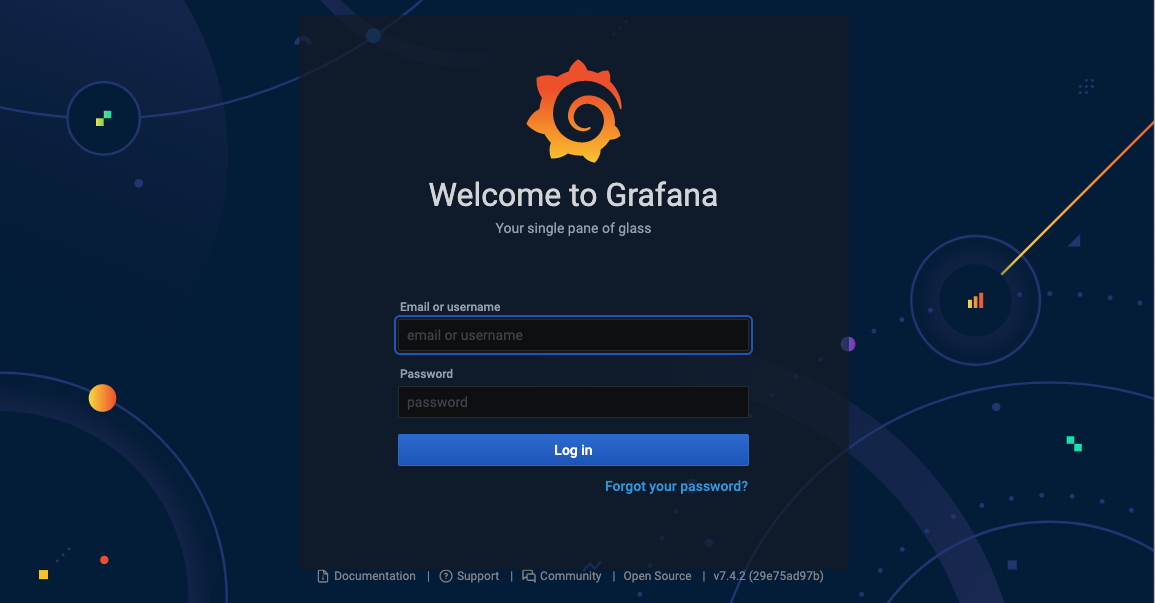 Welcome to Grafana
Your single pane of glass
Email or username
email or username
Password
password
Log in
Forgot your password?
Documentation | Support | Community | Open Source | v7.4.2 (29e75ad97b)